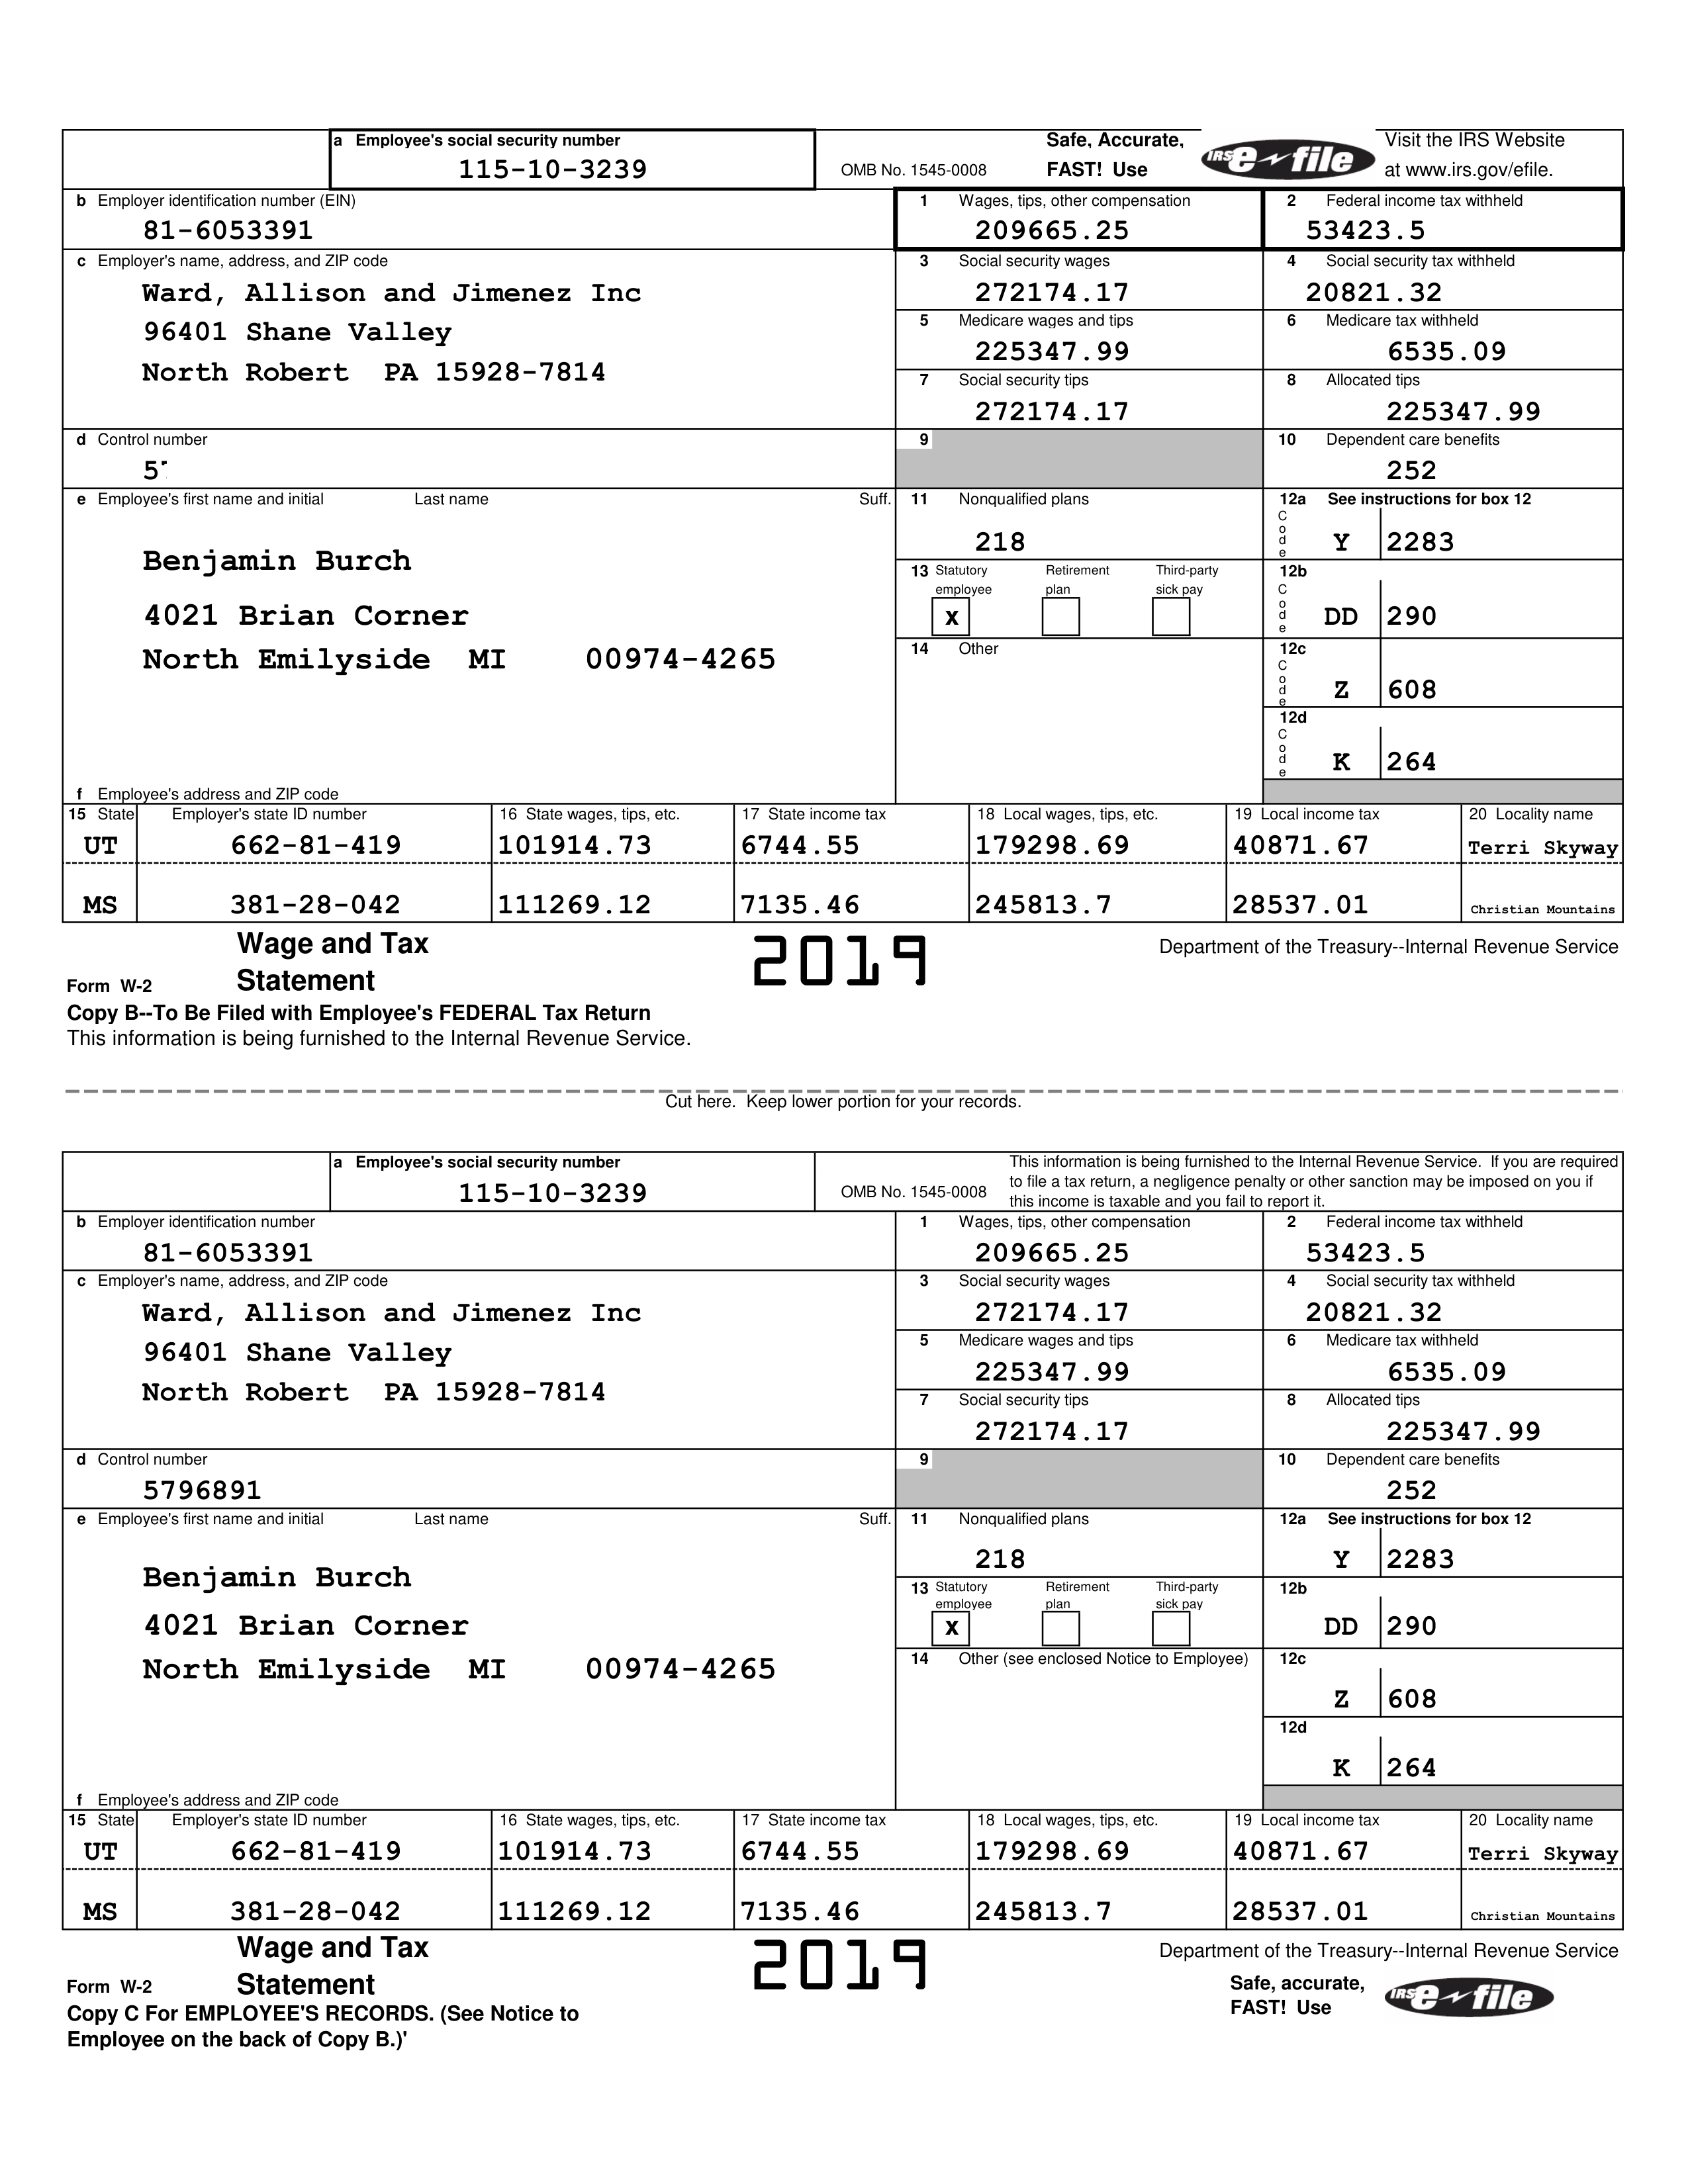 a Employee's social security number
115-10-3239
OMB No. 1545-0008
Safe, Accurate,
FAST! Use
IRS e file
Visit the IRS Website
at www.irs.gov/efile.
b Employer identification number (EIN)
81-6053391
1 Wages, tips, other compensation
209665.25
2 Federal income tax withheld
53423.5
c Employer's name, address, and ZIP code
Ward, Allison and Jimenez Inc
96401 Shane Valley
North Robert PA 15928-7814
3 Social security wages
272174.17
4 Social security tax withheld
20821.32
5 Medicare wages and tips
225347.99
6 Medicare tax withheld
6535.09
7 Social security tips
272174.17
8 Allocated tips
225347.99
d Control number
5
9
10 Dependent care benefits
252
e Employee's first name and initial Last name Suff.
Benjamin Burch
4021 Brian Corner
North Emilyside MI 00974-4265
f Employee's address and ZIP code
11 Nonqualified plans
218
12a See instructions for box 12
Code Y 2283
13 Statutory employee Retirement plan Third-party sick pay
X
12b
Code DD 290
14 Other
12c
Code Z 608
12d
Code K 264
15 State Employer's state ID number 16 State wages, tips, etc. 17 State income tax 18 Local wages, tips, etc. 19 Local income tax 20 Locality name
UT 662-81-419 101914.73 6744.55 179298.69 40871.67 Terri Skyway
MS 381-28-042 111269.12 7135.46 245813.7 28537.01 Christian Mountains
Wage and Tax
Form W-2 Statement
2019
Department of the Treasury--Internal Revenue Service
Copy B--To Be Filed with Employee's FEDERAL Tax Return
This information is being furnished to the Internal Revenue Service.
Cut here. Keep lower portion for your records.
a Employee's social security number
115-10-3239
OMB No. 1545-0008
This information is being furnished to the Internal Revenue Service. If you are required
to file a tax return, a negligence penalty or other sanction may be imposed on you if
this income is taxable and you fail to report it.
b Employer identification number
81-6053391
1 Wages, tips, other compensation
209665.25
2 Federal income tax withheld
53423.5
c Employer's name, address, and ZIP code
Ward, Allison and Jimenez Inc
96401 Shane Valley
North Robert PA 15928-7814
3 Social security wages
272174.17
4 Social security tax withheld
20821.32
5 Medicare wages and tips
225347.99
6 Medicare tax withheld
6535.09
7 Social security tips
272174.17
8 Allocated tips
225347.99
d Control number
5796891
9
10 Dependent care benefits
252
e Employee's first name and initial Last name Suff.
Benjamin Burch
4021 Brian Corner
North Emilyside MI 00974-4265
f Employee's address and ZIP code
11 Nonqualified plans
218
12a See instructions for box 12
Y 2283
13 Statutory employee Retirement plan Third-party sick pay
X
12b
DD 290
14 Other (see enclosed Notice to Employee)
12c
Z 608
12d
K 264
15 State Employer's state ID number 16 State wages, tips, etc. 17 State income tax 18 Local wages, tips, etc. 19 Local income tax 20 Locality name
UT 662-81-419 101914.73 6744.55 179298.69 40871.67 Terri Skyway
MS 381-28-042 111269.12 7135.46 245813.7 28537.01 Christian Mountains
Wage and Tax
Form W-2 Statement
2019
Department of the Treasury--Internal Revenue Service
Safe, accurate,
FAST! Use
IRS e file
Copy C For EMPLOYEE'S RECORDS. (See Notice to
Employee on the back of Copy B.)'